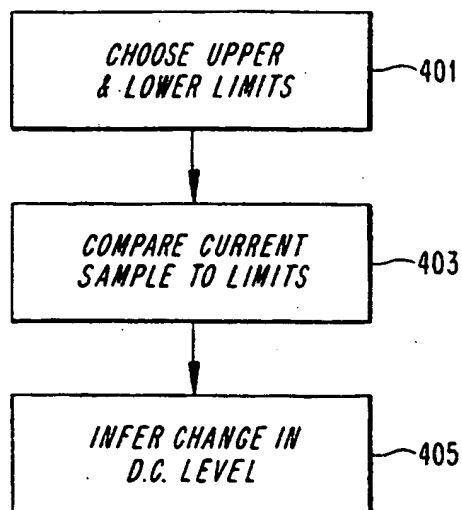 CHOOSE UPPER
& LOWER LIMITS
401
COMPARE CURRENT
SAMPLE TO LIMITS
403
INFER CHANGE IN
D.C. LEVEL
405